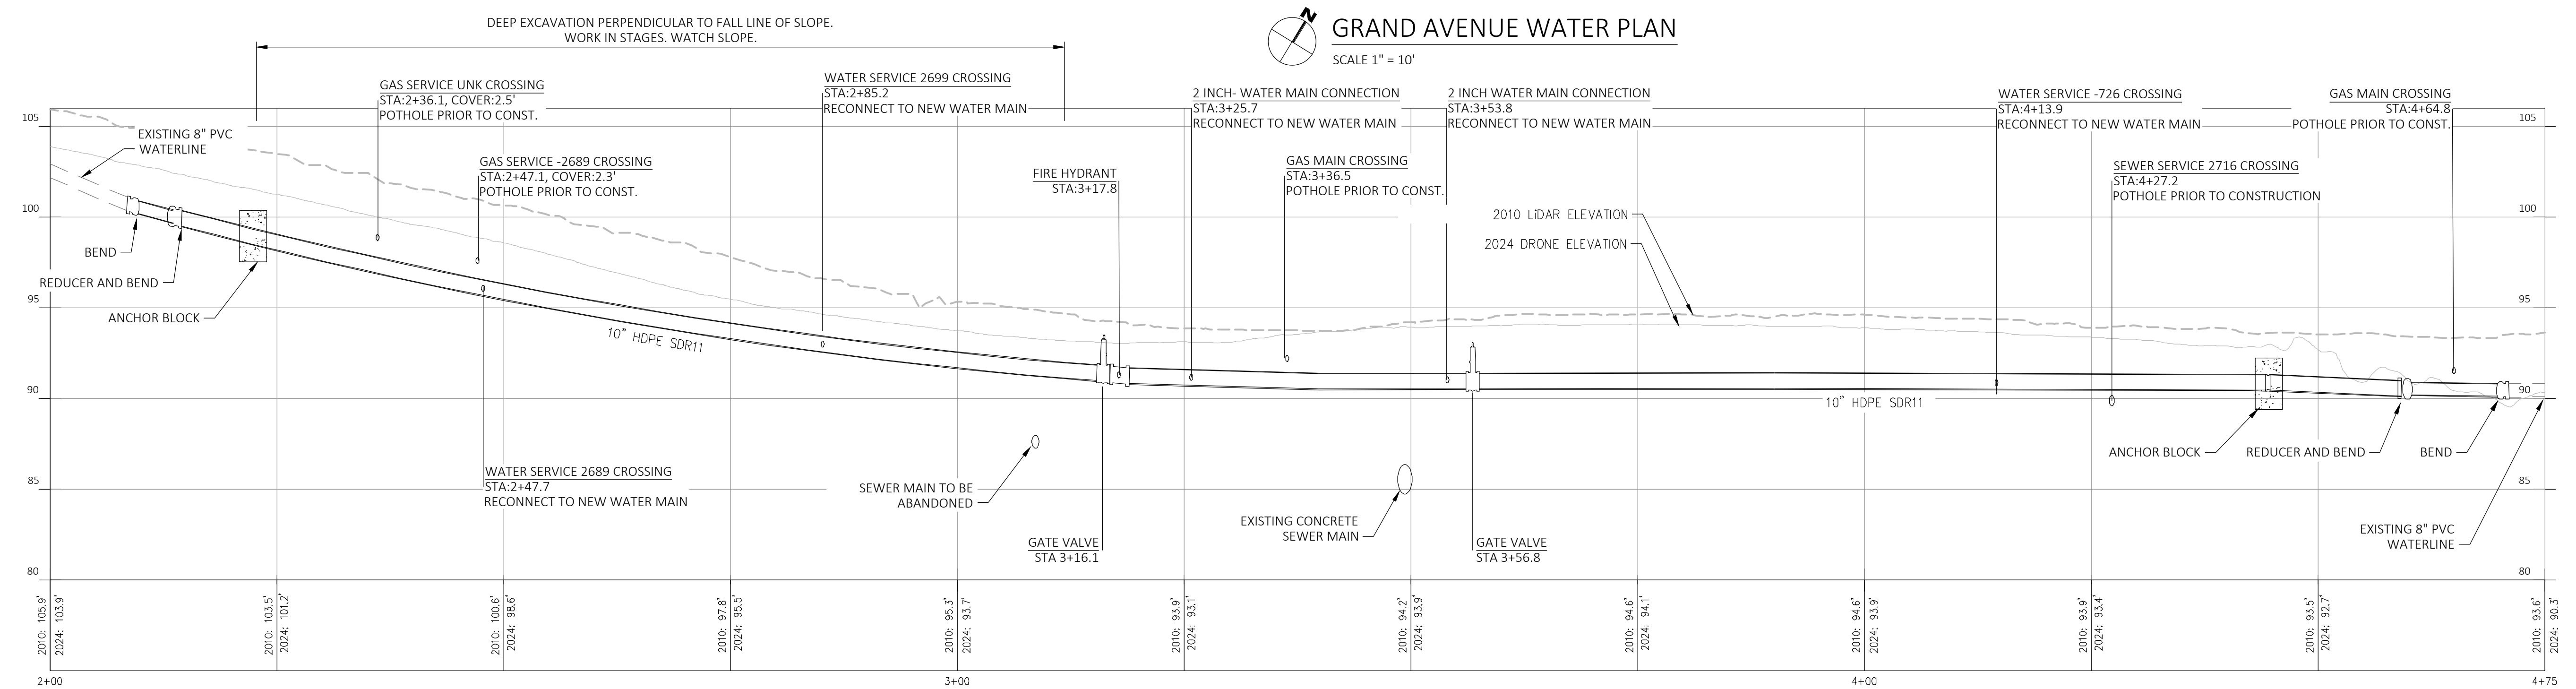 DEEP EXCAVATION PERPENDICULAR TO FALL LINE OF SLOPE.
WORK IN STAGES. WATCH SLOPE.
N
GRAND AVENUE WATER PLAN
SCALE 1" = 10'
GAS SERVICE UNK CROSSING
STA:2+36.1, COVER:2.5'
POTHOLE PRIOR TO CONST.
WATER SERVICE 2699 CROSSING
STA:2+85.2
RECONNECT TO NEW WATER MAIN
2 INCH- WATER MAIN CONNECTION
STA:3+25.7
RECONNECT TO NEW WATER MAIN
2 INCH WATER MAIN CONNECTION
STA:3+53.8
RECONNECT TO NEW WATER MAIN
WATER SERVICE -726 CROSSING
STA:4+13.9
RECONNECT TO NEW WATER MAIN
GAS MAIN CROSSING
STA:4+64.8
POTHOLE PRIOR TO CONST.
105
105
EXISTING 8" PVC
WATERLINE
GAS SERVICE -2689 CROSSING
STA:2+47.1, COVER:2.3'
POTHOLE PRIOR TO CONST.
FIRE HYDRANT
STA:3+17.8
GAS MAIN CROSSING
STA:3+36.5
POTHOLE PRIOR TO CONST.
SEWER SERVICE 2716 CROSSING
STA:4+27.2
POTHOLE PRIOR TO CONSTRUCTION
100
100
2010 LiDAR ELEVATION
2024 DRONE ELEVATION
BEND
REDUCER AND BEND
ANCHOR BLOCK
95
95
10" HDPE SDR11
90
90
10" HDPE SDR11
WATER SERVICE 2689 CROSSING
STA:2+47.7
RECONNECT TO NEW WATER MAIN
SEWER MAIN TO BE
ABANDONED
EXISTING CONCRETE
SEWER MAIN
ANCHOR BLOCK
REDUCER AND BEND
BEND
85
85
GATE VALVE
STA 3+16.1
GATE VALVE
STA 3+56.8
EXISTING 8" PVC
WATERLINE
80
80
2010: 105.9'
2024: 103.9'
2010: 103.5'
2024: 101.2'
2010: 100.6'
2024: 98.6'
2010: 97.8'
2024: 95.5'
2010: 95.3'
2024: 93.7'
2010: 93.9'
2024: 93.1'
2010: 94.2'
2024: 93.9'
2010: 94.6'
2024: 94.1'
2010: 94.6'
2024: 93.9'
2010: 93.9'
2024: 93.4'
2010: 93.5'
2024: 92.7'
2010: 93.6'
2024: 90.3'
2+00
3+00
4+00
4+75